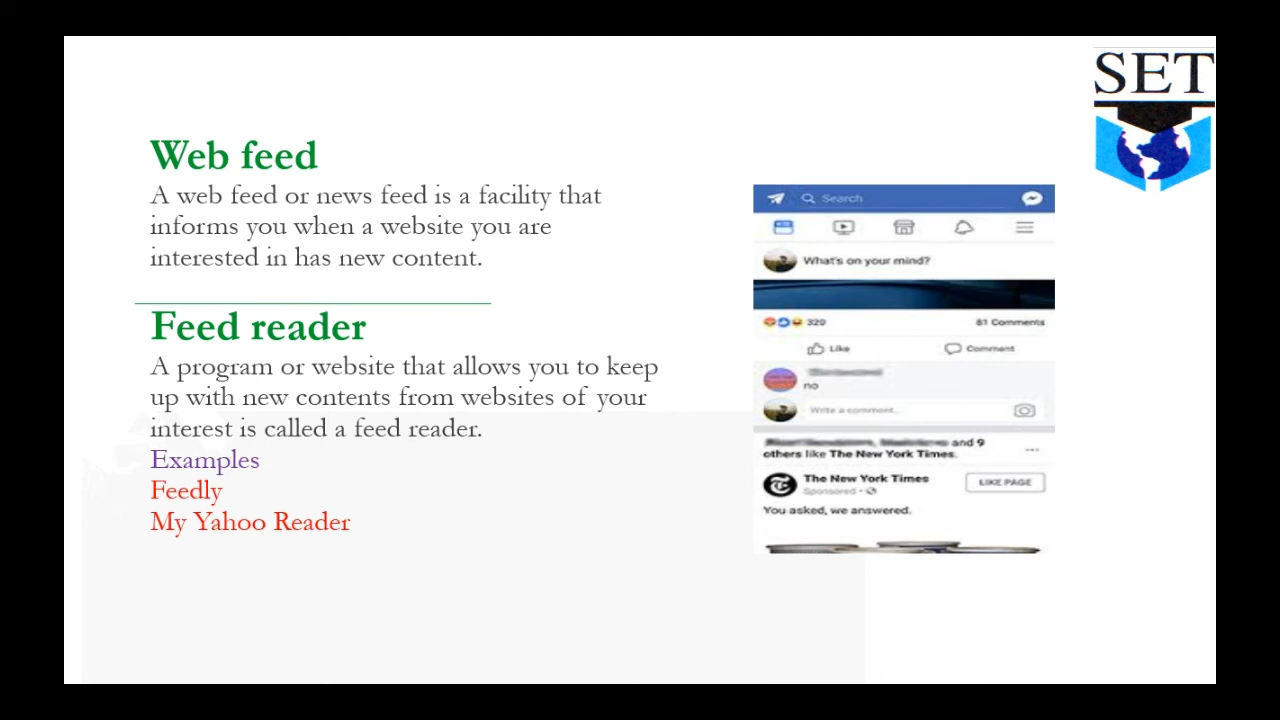 SET
Web feed
A web feed or news feed is a facility that
informs you when a website you are
interested in has new content.
Feed reader
A program or website that allows you to keep
up with new contents from websites of your
interest is called a feed reader.
Examples
Feedly
My Yahoo Reader
Search
What's on your mind?
320
81 Comments
Like
Comment
no
Write a comment...
and 9
others like The New York Times.
The New York Times
Sponsored
LIKE PAGE
You asked, we answered.